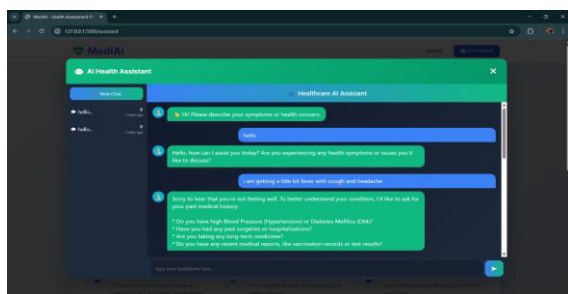 127.0.0.1:5000/assistant
MediAI
AI Health Assistant
New Chat
Healthcare AI Assistant
hello...
hello...
Hi! Please describe your symptoms or health concern.
hello
Hello, how can I assist you today? Are you experiencing any health symptoms or issues you'd
like to discuss?
i am getting a little bit fever with cough and headache
Sorry to hear that you're not feeling well. To better understand your condition, I'd like to ask for
your past medical history:
* Do you have high Blood Pressure (Hypertension) or Diabetes Mellitus (DM)?
* Have you had any past surgeries or hospitalizations?
* Are you taking any long-term medicines?
* Do you have any recent medical reports, like vaccination records or test results?
Type your symptoms here...